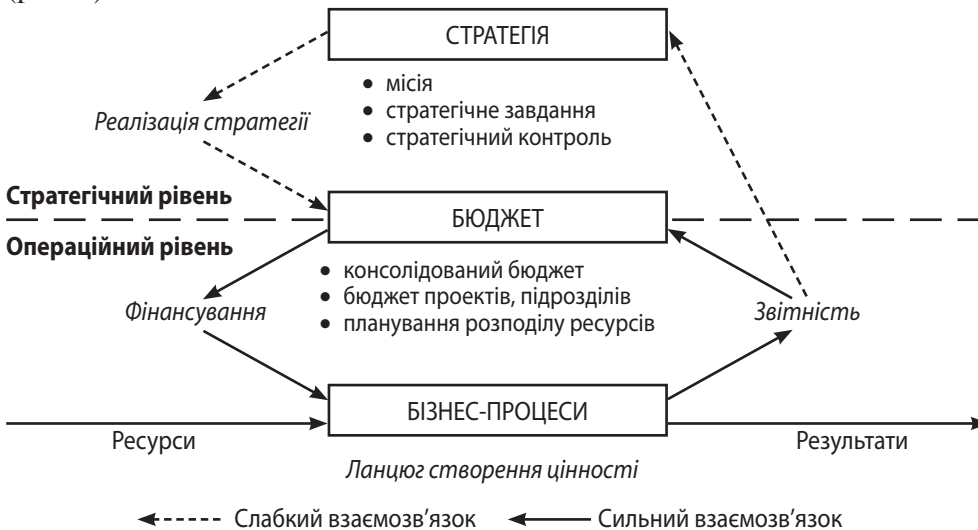 СТРАТЕГІЯ
• місія
• стратегічне завдання
• стратегічний контроль
Реалізація стратегії
Стратегічний рівень
БЮДЖЕТ
Операційний рівень
• консолідований бюджет
• бюджет проектів, підрозділів
• планування розподілу ресурсів
Фінансування
Звітність
БІЗНЕС-ПРОЦЕСИ
Ресурси
Результати
Ланцюг створення цінності
Слабкий взаємозв'язок
Сильний взаємозв'язок